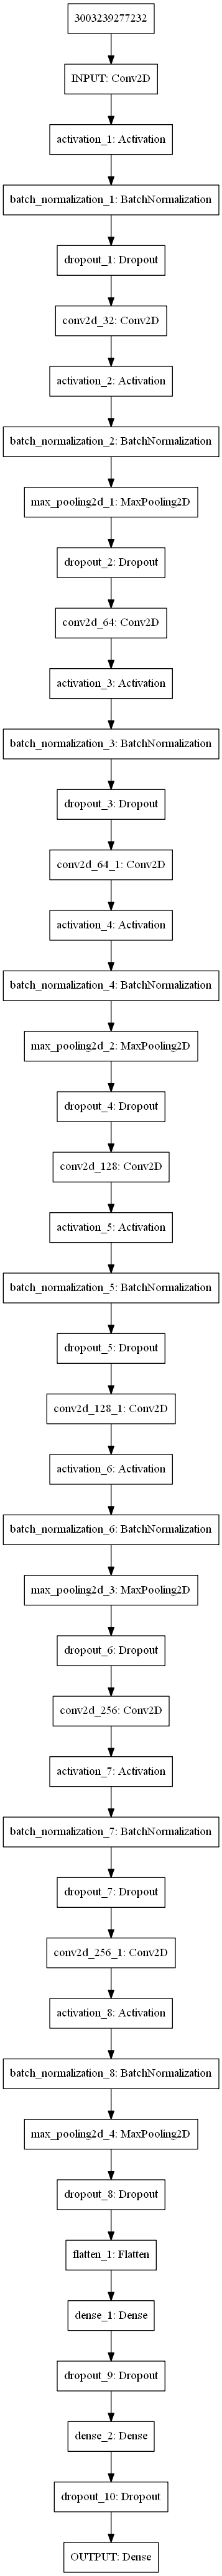 3003239277232
INPUT: Conv2D
activation_1: Activation
batch_normalization_1: BatchNormalization
dropout_1: Dropout
conv2d_32: Conv2D
activation_2: Activation
batch_normalization_2: BatchNormalization
max_pooling2d_1: MaxPooling2D
dropout_2: Dropout
conv2d_64: Conv2D
activation_3: Activation
batch_normalization_3: BatchNormalization
dropout_3: Dropout
conv2d_64_1: Conv2D
activation_4: Activation
batch_normalization_4: BatchNormalization
max_pooling2d_2: MaxPooling2D
dropout_4: Dropout
conv2d_128: Conv2D
activation_5: Activation
batch_normalization_5: BatchNormalization
dropout_5: Dropout
conv2d_128_1: Conv2D
activation_6: Activation
batch_normalization_6: BatchNormalization
max_pooling2d_3: MaxPooling2D
dropout_6: Dropout
conv2d_256: Conv2D
activation_7: Activation
batch_normalization_7: BatchNormalization
dropout_7: Dropout
conv2d_256_1: Conv2D
activation_8: Activation
batch_normalization_8: BatchNormalization
max_pooling2d_4: MaxPooling2D
dropout_8: Dropout
flatten_1: Flatten
dense_1: Dense
dropout_9: Dropout
dense_2: Dense
dropout_10: Dropout
OUTPUT: Dense